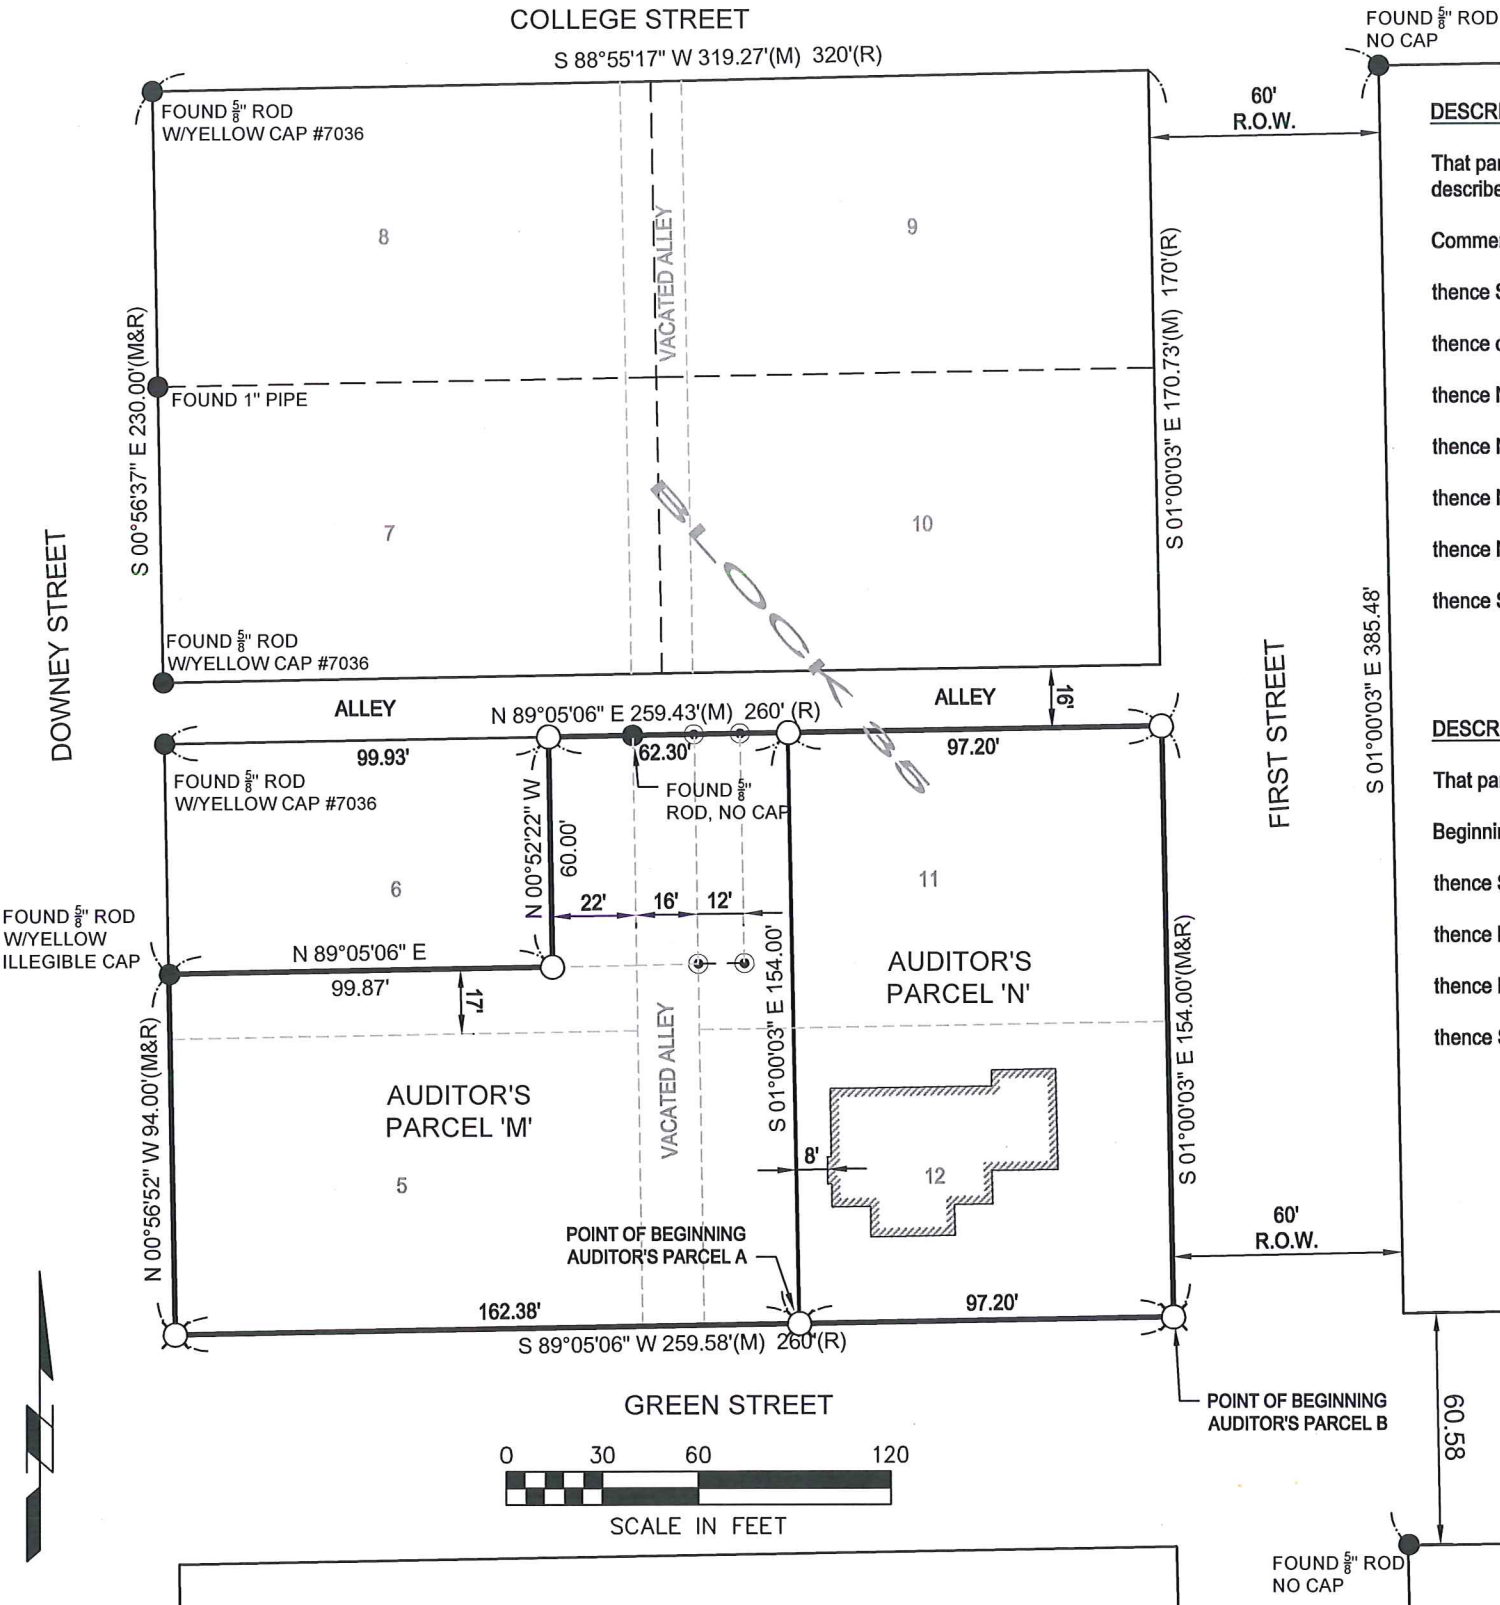 COLLEGE STREET
S 88°55'17" W 319.27'(M) 320'(R)
FOUND 5/8" ROD
NO CAP
FOUND 5/8" ROD
W/YELLOW CAP #7036
60'
R.O.W.
8
9
VACATED ALLEY
S 00°56'37" E 230.00'(M&R)
FOUND 1" PIPE
S 01°00'03" E 170.73'(M) 170'(R)
7
10
BLOCK 35
DOWNEY STREET
FOUND 5/8" ROD
W/YELLOW CAP #7036
FIRST STREET
S 01°00'03" E 385.48'
ALLEY
N 89°05'06" E 259.43'(M) 260' (R)
ALLEY
16'
99.93'
62.30'
97.20'
FOUND 5/8" ROD
W/YELLOW CAP #7036
FOUND 5/8"
ROD, NO CAP
N 00°52'22" W
60.00'
6
11
22'
16'
12'
FOUND 5/8" ROD
W/YELLOW
ILLEGIBLE CAP
N 89°05'06" E
99.87'
17'
AUDITOR'S
PARCEL 'N'
S 01°00'03" E 154.00'
S 01°00'03" E 154.00'(M&R)
N 00°56'52" W 94.00'(M&R)
AUDITOR'S
PARCEL 'M'
VACATED ALLEY
5
8'
12
POINT OF BEGINNING
AUDITOR'S PARCEL A
60'
R.O.W.
162.38'
97.20'
S 89°05'06" W 259.58'(M) 260'(R)
GREEN STREET
POINT OF BEGINNING
AUDITOR'S PARCEL B
60.58
0 30 60 120
SCALE IN FEET
FOUND 5/8" ROD
NO CAP
N
DESCRI
That par
describe
Commen
thence S
thence
thence N
thence N
thence N
thence N
thence S
DESCR
That par
Beginnin
thence S
thence
thence
thence S